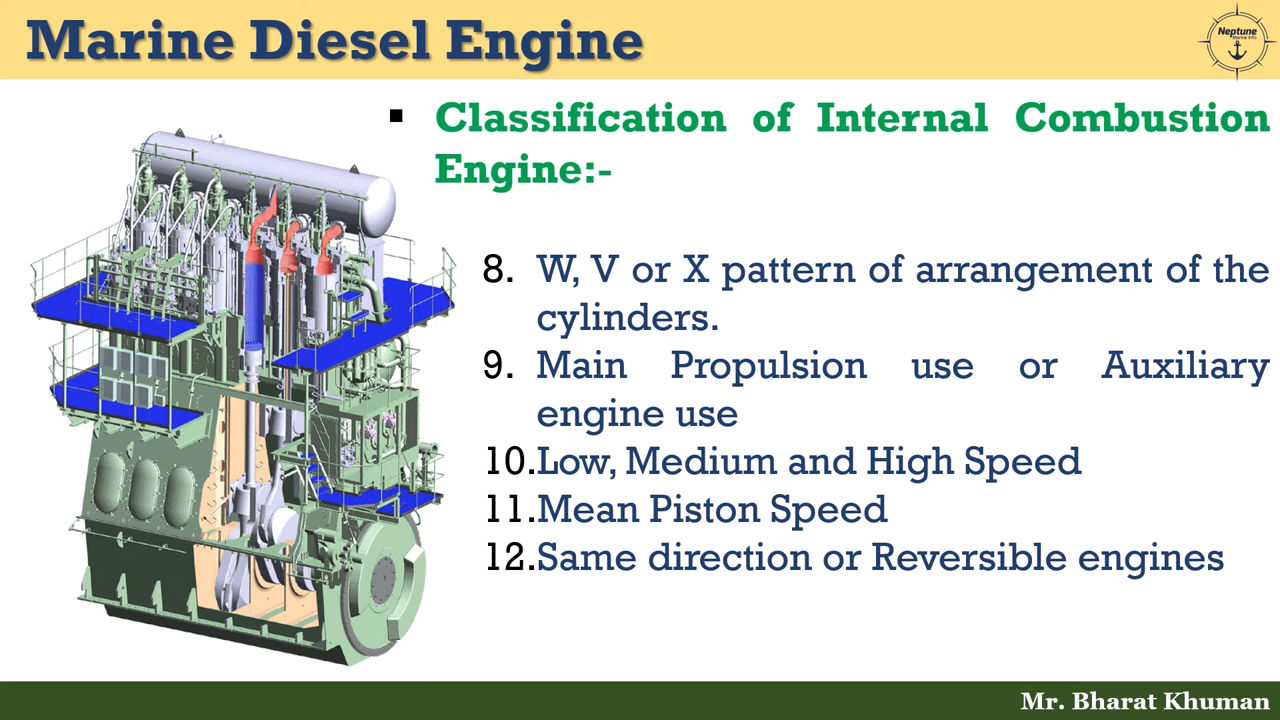 Marine Diesel Engine
Neptune
Marine Info
▪ Classification of Internal Combustion
Engine:-
8. W, V or X pattern of arrangement of the
cylinders.
9. Main Propulsion use or Auxiliary
engine use
10.Low, Medium and High Speed
11.Mean Piston Speed
12.Same direction or Reversible engines
Mr. Bharat Khuman